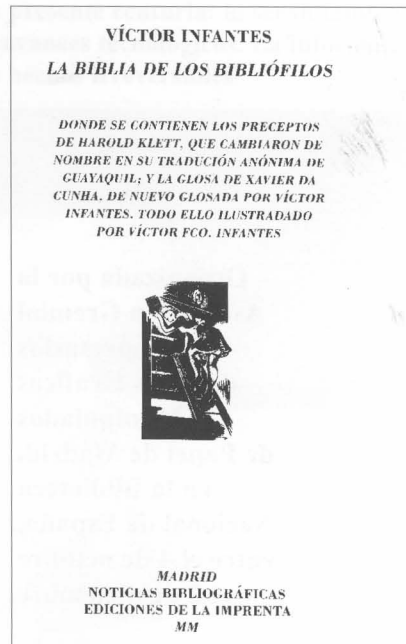 VÍCTOR INFANTES
LA BIBLIA DE LOS BIBLIÓFILOS
DONDE SE CONTIENEN LOS PRECEPTOS
DE HAROLD KLETT, QUE CAMBIARON DE
NOMBRE EN SU TRADUCIÓN ANÓNIMA DE
GUAYAQUIL; Y LA GLOSA DE XAVIER DA
CUNHA, DE NUEVO GLOSADA POR VÍCTOR
INFANTES. TODO ELLO ILUSTRADADO
POR VÍCTOR FCO. INFANTES
MADRID
NOTICIAS BIBLIOGRÁFICAS
EDICIONES DE LA IMPRENTA
MM